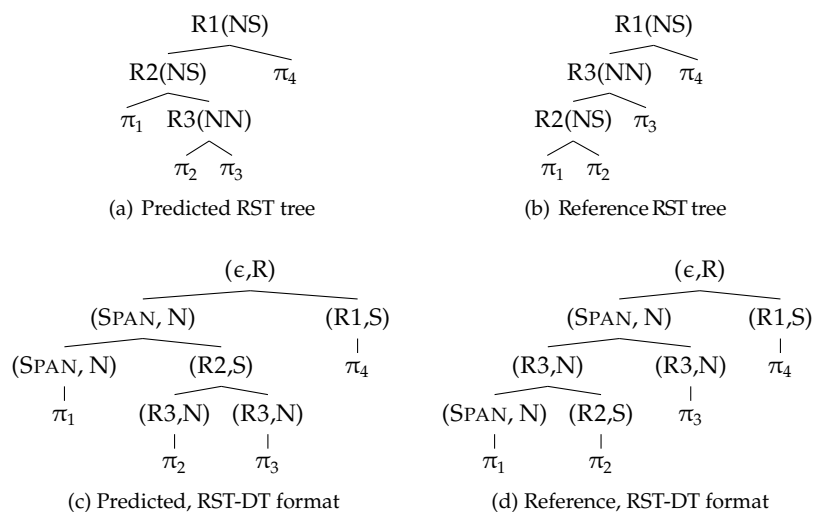 R1(NS)
R2(NS) π4
π1 R3(NN)
π2 π3
(a) Predicted RST tree
R1(NS)
R3(NN) π4
R2(NS) π3
π1 π2
(b) Reference RST tree
(ϵ,R)
(SPAN, N) (R1,S)
(SPAN, N) (R2,S) π4
π1 (R3,N) (R3,N)
π2 π3
(c) Predicted, RST-DT format
(ϵ,R)
(SPAN, N) (R1,S)
(R3,N) (R3,N) π4
(SPAN, N) (R2,S) π3
π1 π2
(d) Reference, RST-DT format